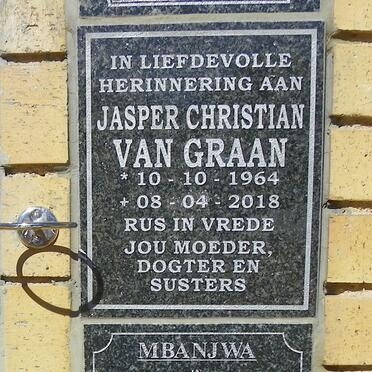 IN LIEFDEVOLLE
HERINNERING AAN
JASPER CHRISTIAN
VAN GRAAN
* 10 - 10 - 1964
+ 08 - 04 - 2018
RUS IN VREDE
JOU MOEDER,
DOGTER EN
SUSTERS
MBANJWA